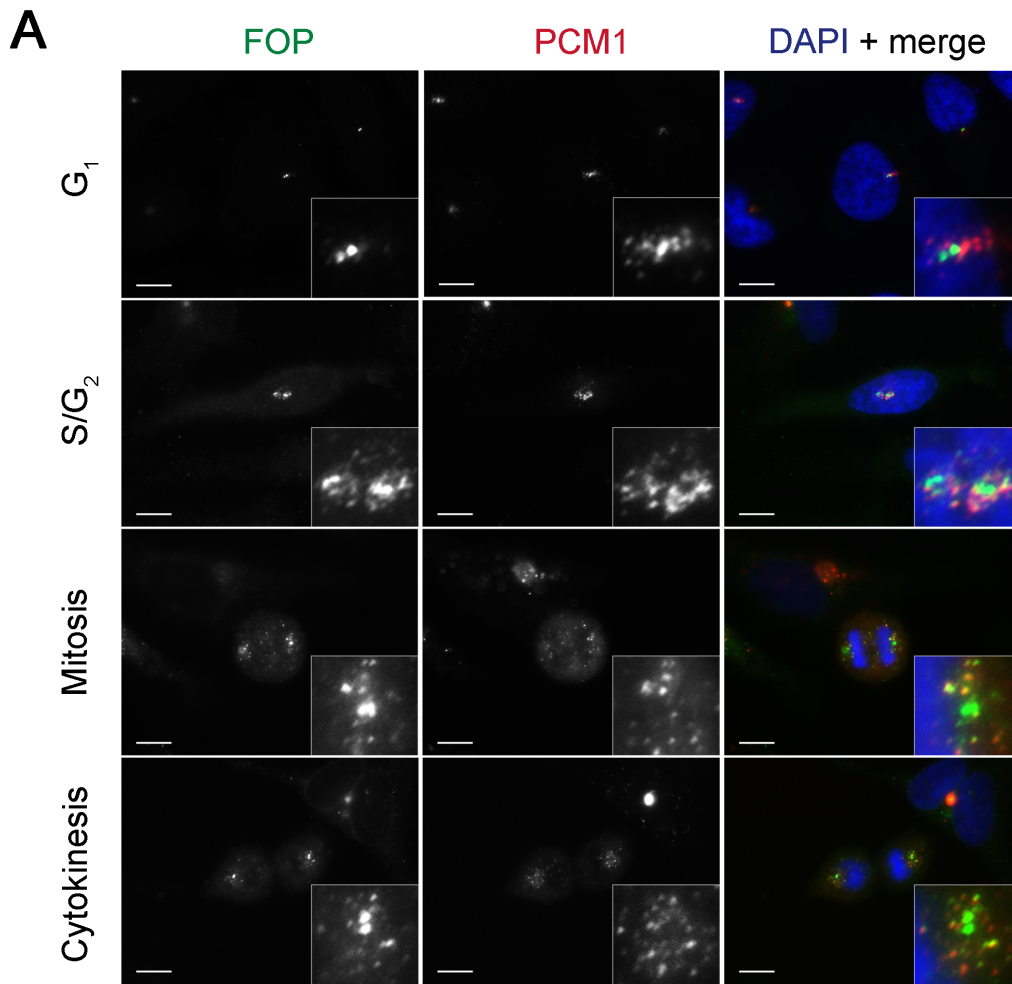 A
FOP PCM1 DAPI + merge
G₁
S/G₂
Mitosis
Cytokinesis